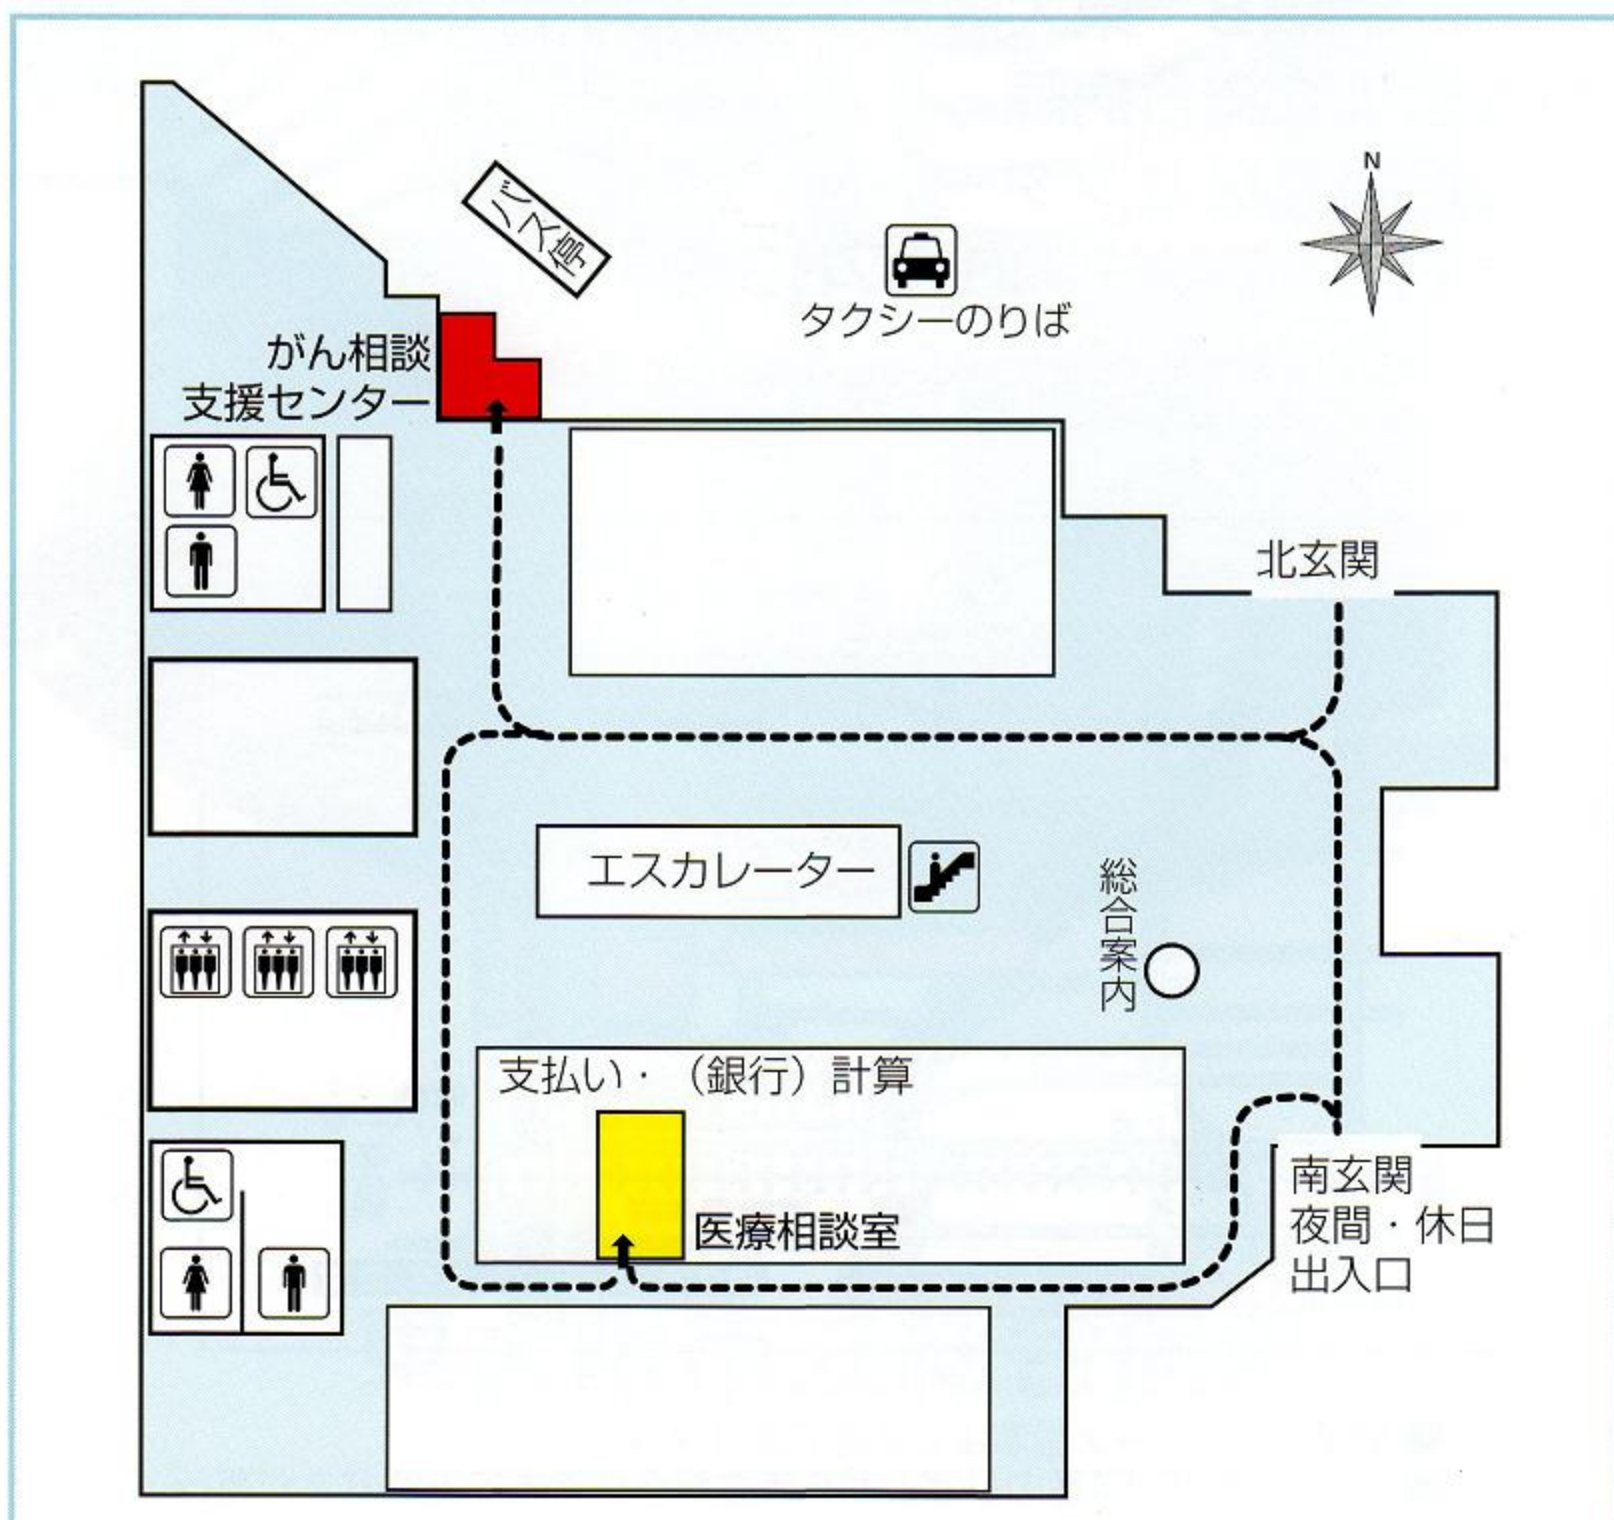 N
バス停
タクシーのりば
がん相談
支援センター
北玄関
エスカレーター
総合案内
支払い・（銀行）計算
医療相談室
南玄関
夜間・休日
出入口